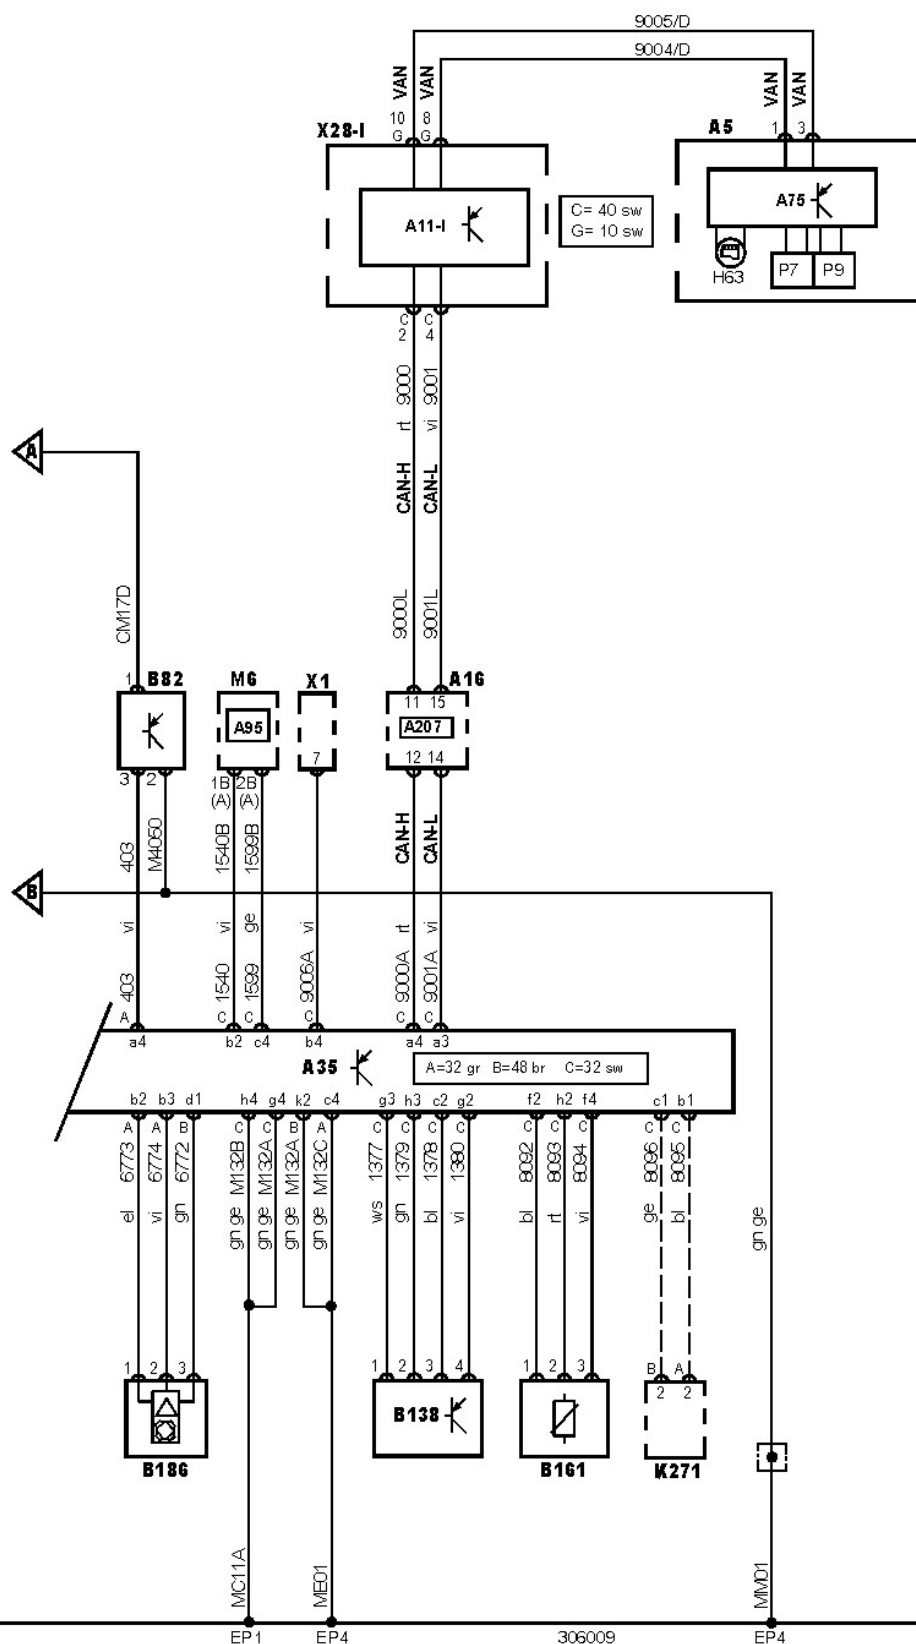 9005/D
9004/D
VAN VAN VAN VAN
10 8
X28-I G G A5 1 3
A11-I C= 40 sw A75
G= 10 sw
H63 P7 P9
C C
2 4
9000 9001
rt vi
A
CAN-H CAN-L
CM17D 9000L 9001L
1 B82 M6 X1 A16
11 15
A95 A207
7 12 14
3 2 1B 2B
(A) (A)
403 M4050 1540B 1599B CAN-H CAN-L
B
vi vi ge vi rt vi
403 1540 1599 9006A 9000A 9001A
A C C C C C
a4 b2 c4 b4 a4 a3
A35 A=32 gr B=48 br C=32 sw
b2 b3 d1 h4 g4 k2 c4 g3 h3 c2 g2 f2 h2 f4 c1 b1
A A B C C B A C C C C C C C C C
6773 6774 6772 M132B M132A M132A M132C 1377 1379 1378 1380 8092 8093 8094 8096 8095
el vi gn gn ge gn ge gn ge gn ge ws gn bl vi bl rt vi ge bl gn ge
1 2 3 1 2 3 4 1 2 3 B A
2 2
B138
B186 B161 K271
MC11A ME01 MM01
EP1 EP4 306009 EP4